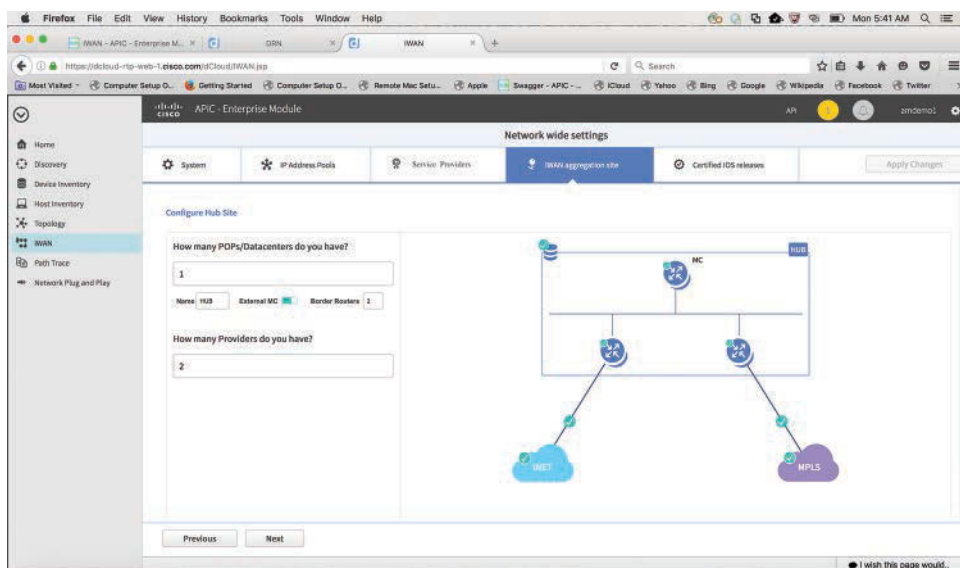 Firefox File Edit View History Bookmarks Tools Window Help
Mon 5:41 AM
IWAN - APIC - Enterprise M...
IWAN
https://dcloud-rtp-web-1.cisco.com/dCloud/IWAN.jsp
Search
Most Visited Computer Setup O... Getting Started Computer Setup O... Remote Mac Setu... Apple Swagger - APIC - ... iCloud Yahoo Bing Google Wikipedia Facebook Twitter
CISCO APIC - Enterprise Module
API
Network wide settings
Home
Discovery
Device Inventory
Host Inventory
Topology
IWAN
Path Trace
Network Plug and Play
System
IP Address Pools
Service Providers
IWAN aggregation site
Certified IOS releases
Apply Changes
Configure Hub Site
How many POPs/Datacenters do you have?
1
Name HUB External MC Border Routers 2
How many Providers do you have?
2
HUB
MC
INET
MPLS
Previous
Next
I wish this page would..